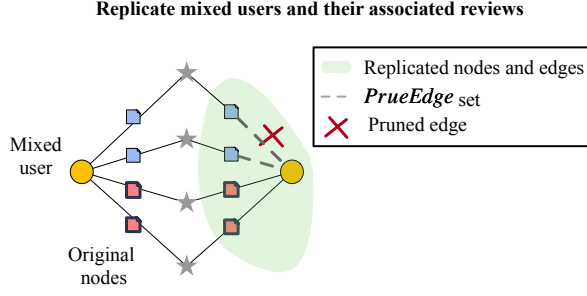 Replicate mixed users and their associated reviews
Replicated nodes and edges
PrueEdge set
Pruned edge
Mixed
user
Original
nodes